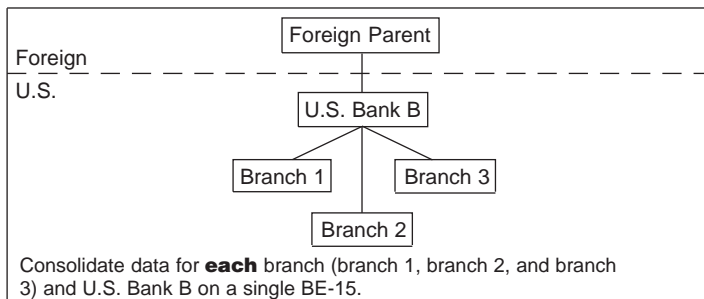 Foreign Parent
Foreign
U.S.
U.S. Bank B
Branch 1
Branch 3
Branch 2
Consolidate data for each branch (branch 1, branch 2, and branch
3) and U.S. Bank B on a single BE-15.